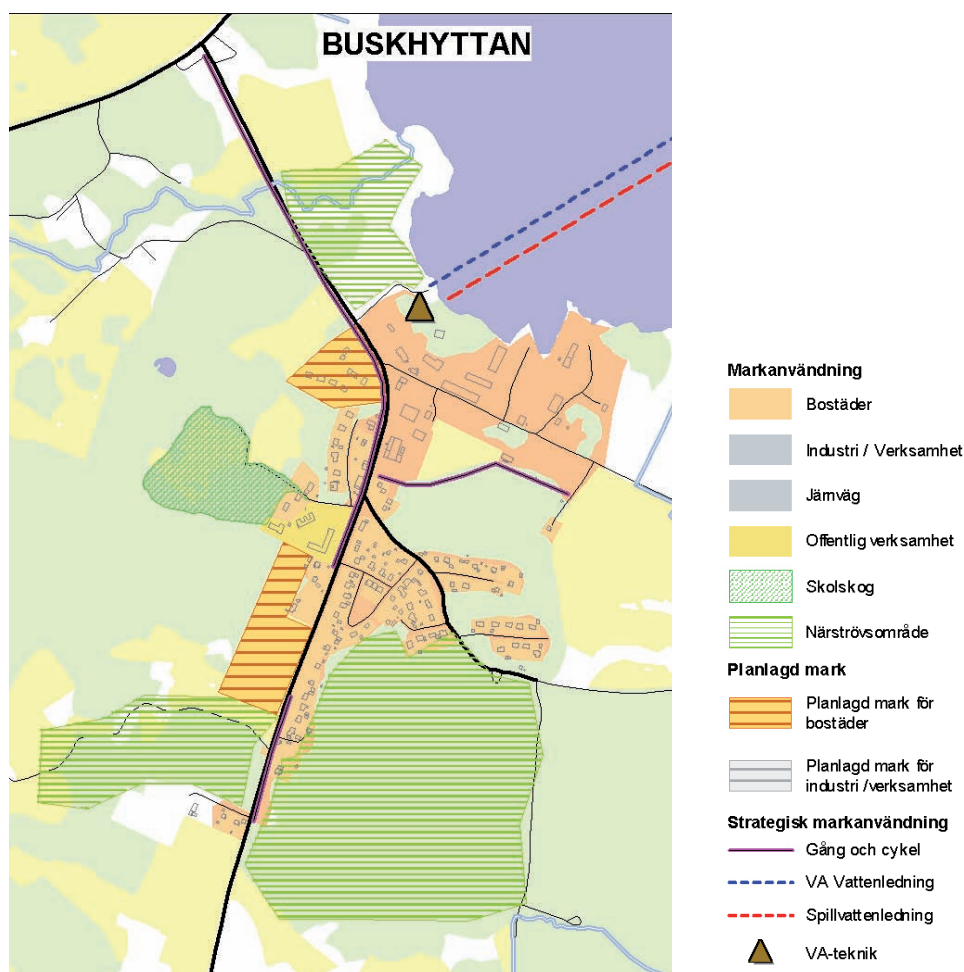 BUSKHYTTAN
Markanvändning
Bostäder
Industri / Verksamhet
Järnväg
Offentlig verksamhet
Skolskog
Närströvsområde
Planlagd mark
Planlagd mark för
bostäder
Planlagd mark för
industri /verksamhet
Strategisk markanvändning
Gång och cykel
VA Vattenledning
Spillvattenledning
VA-teknik